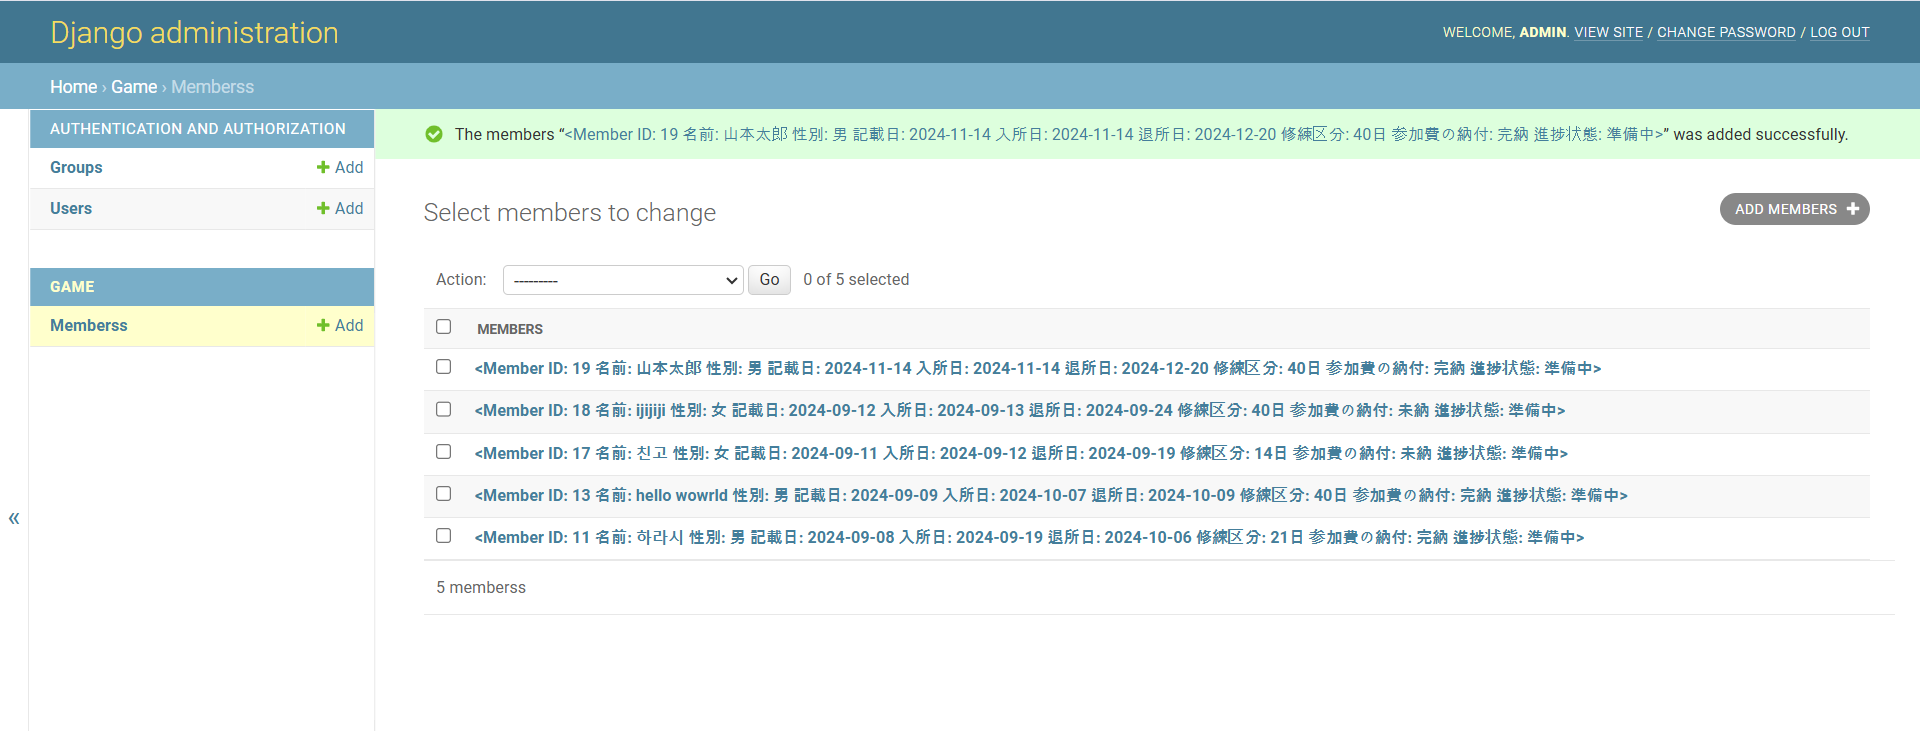 Django administration
WELCOME, ADMIN. VIEW SITE / CHANGE PASSWORD / LOG OUT
Home › Game › Memberss
AUTHENTICATION AND AUTHORIZATION
Groups + Add
Users + Add
GAME
Memberss + Add
«
The members “<Member ID: 19 名前: 山本太郎 性別: 男 記載日: 2024-11-14 入所日: 2024-11-14 退所日: 2024-12-20 修練区分: 40日 参加費の納付: 完納 進捗状態: 準備中>” was added successfully.
Select members to change
ADD MEMBERS +
Action: --------- Go 0 of 5 selected
MEMBERS
<Member ID: 19 名前: 山本太郎 性別: 男 記載日: 2024-11-14 入所日: 2024-11-14 退所日: 2024-12-20 修練区分: 40日 参加費の納付: 完納 進捗状態: 準備中>
<Member ID: 18 名前: ijijiji 性別: 女 記載日: 2024-09-12 入所日: 2024-09-13 退所日: 2024-09-24 修練区分: 40日 参加費の納付: 未納 進捗状態: 準備中>
<Member ID: 17 名前: 친고 性別: 女 記載日: 2024-09-11 入所日: 2024-09-12 退所日: 2024-09-19 修練区分: 14日 参加費の納付: 未納 進捗状態: 準備中>
<Member ID: 13 名前: hello wowrld 性別: 男 記載日: 2024-09-09 入所日: 2024-10-07 退所日: 2024-10-09 修練区分: 40日 参加費の納付: 完納 進捗状態: 準備中>
<Member ID: 11 名前: 하라시 性別: 男 記載日: 2024-09-08 入所日: 2024-09-19 退所日: 2024-10-06 修練区分: 21日 参加費の納付: 完納 進捗状態: 準備中>
5 memberss